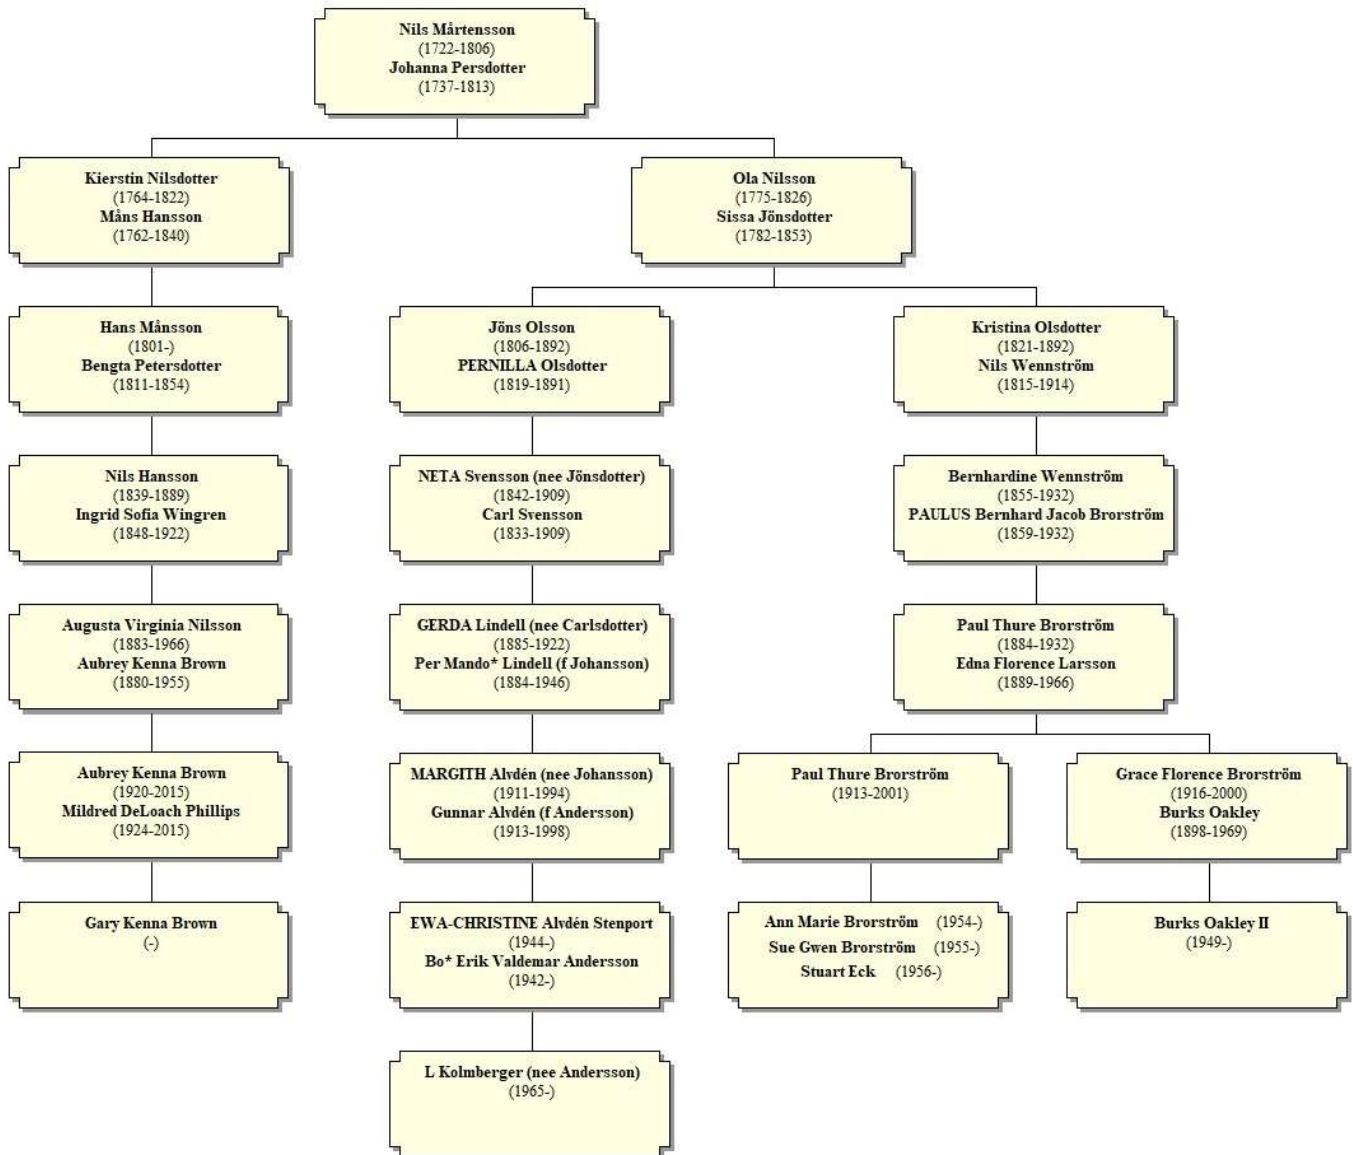 Nils Mårtensson
(1722-1806)
Johanna Persdotter
(1737-1813)
Kierstin Nilsdotter
(1764-1822)
Måns Hansson
(1762-1840)
Ola Nilsson
(1775-1826)
Sissa Jönsdotter
(1782-1853)
Hans Månsson
(1801-)
Bengta Petersdotter
(1811-1854)
Jöns Olsson
(1806-1892)
PERNILLA Olsdotter
(1819-1891)
Kristina Olsdotter
(1821-1892)
Nils Wennström
(1815-1914)
Nils Hansson
(1839-1889)
Ingrid Sofia Wingren
(1848-1922)
NETA Svensson (nee Jönsdotter)
(1842-1909)
Carl Svensson
(1833-1909)
Bernhardine Wennström
(1855-1932)
PAULUS Bernhard Jacob Brorström
(1859-1932)
Augusta Virginia Nilsson
(1883-1966)
Aubrey Kenna Brown
(1880-1955)
GERDA Lindell (nee Carlsdotter)
(1885-1922)
Per Mando* Lindell (f Johansson)
(1884-1946)
Paul Thure Brorström
(1884-1932)
Edna Florence Larsson
(1889-1966)
Aubrey Kenna Brown
(1920-2015)
Mildred DeLoach Phillips
(1924-2015)
MARGITH Alvdén (nee Johansson)
(1911-1994)
Gunnar Alvdén (f Andersson)
(1913-1998)
Paul Thure Brorström
(1913-2001)
Grace Florence Brorström
(1916-2000)
Burks Oakley
(1898-1969)
Gary Kenna Brown
(-)
EWA-CHRISTINE Alvdén Stenport
(1944-)
Bo* Erik Valdemar Andersson
(1942-)
Ann Marie Brorström (1954-)
Sue Gwen Brorström (1955-)
Stuart Eck (1956-)
Burks Oakley II
(1949-)
L Kolmberger (nee Andersson)
(1965-)